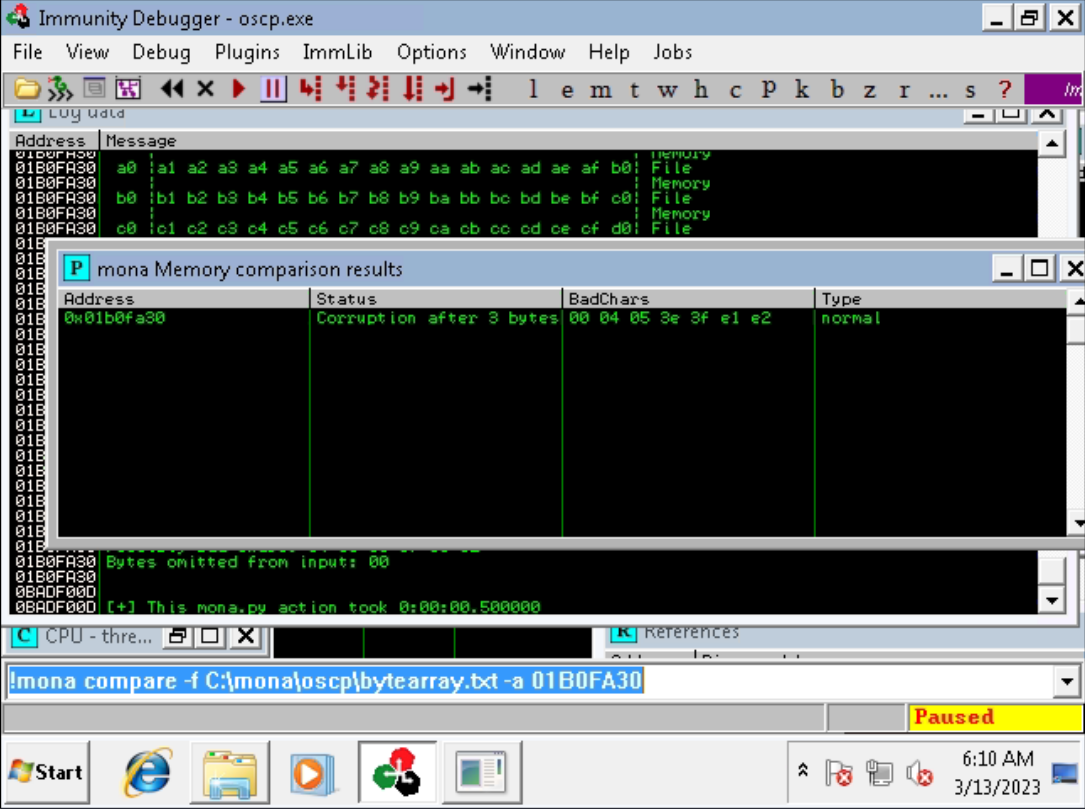 Immunity Debugger - oscp.exe
File View Debug Plugins ImmLib Options Window Help Jobs
l e m t w h c P k b z r ... s ?
Log data
Address Message
01B0FA30 Memory
01B0FA30 a0 a1 a2 a3 a4 a5 a6 a7 a8 a9 aa ab ac ad ae af b0 File
01B0FA30 Memory
01B0FA30 b0 b1 b2 b3 b4 b5 b6 b7 b8 b9 ba bb bc bd be bf c0 File
01B0FA30 Memory
01B0FA30 c0 c1 c2 c3 c4 c5 c6 c7 c8 c9 ca cb cc cd ce cf d0 File
P mona Memory comparison results
Address Status BadChars Type
0x01b0fa30 Corruption after 3 bytes 00 04 05 3e 3f e1 e2 normal
01B0FA30 Bytes omitted from input: 00
01B0FA30
0BADF00D
0BADF00D [+] This mona.py action took 0:00:00.500000
C CPU - thre...
R References
!mona compare -f C:\mona\oscp\bytearray.txt -a 01B0FA30
Paused
Start
6:10 AM
3/13/2023